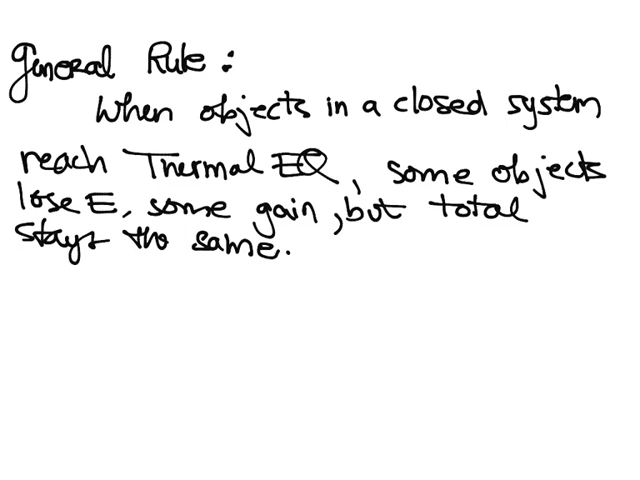 General Rule:
When objects in a closed system
reach Thermal EQ, some objects
lose E, some gain, but total
stays the same.